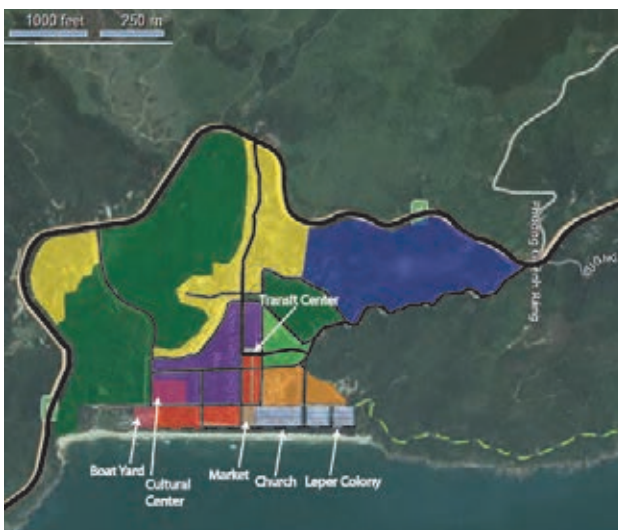 1000 feet
250 m
Transit Center
Boat Yard
Cultural
Center
Market
Church
Leper Colony